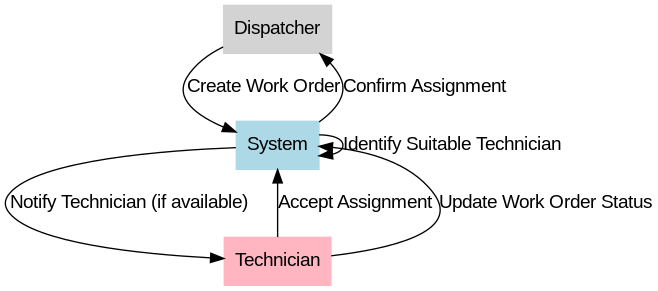 Dispatcher
Create Work Order
Confirm Assignment
System
Identify Suitable Technician
Notify Technician (if available)
Accept Assignment
Update Work Order Status
Technician